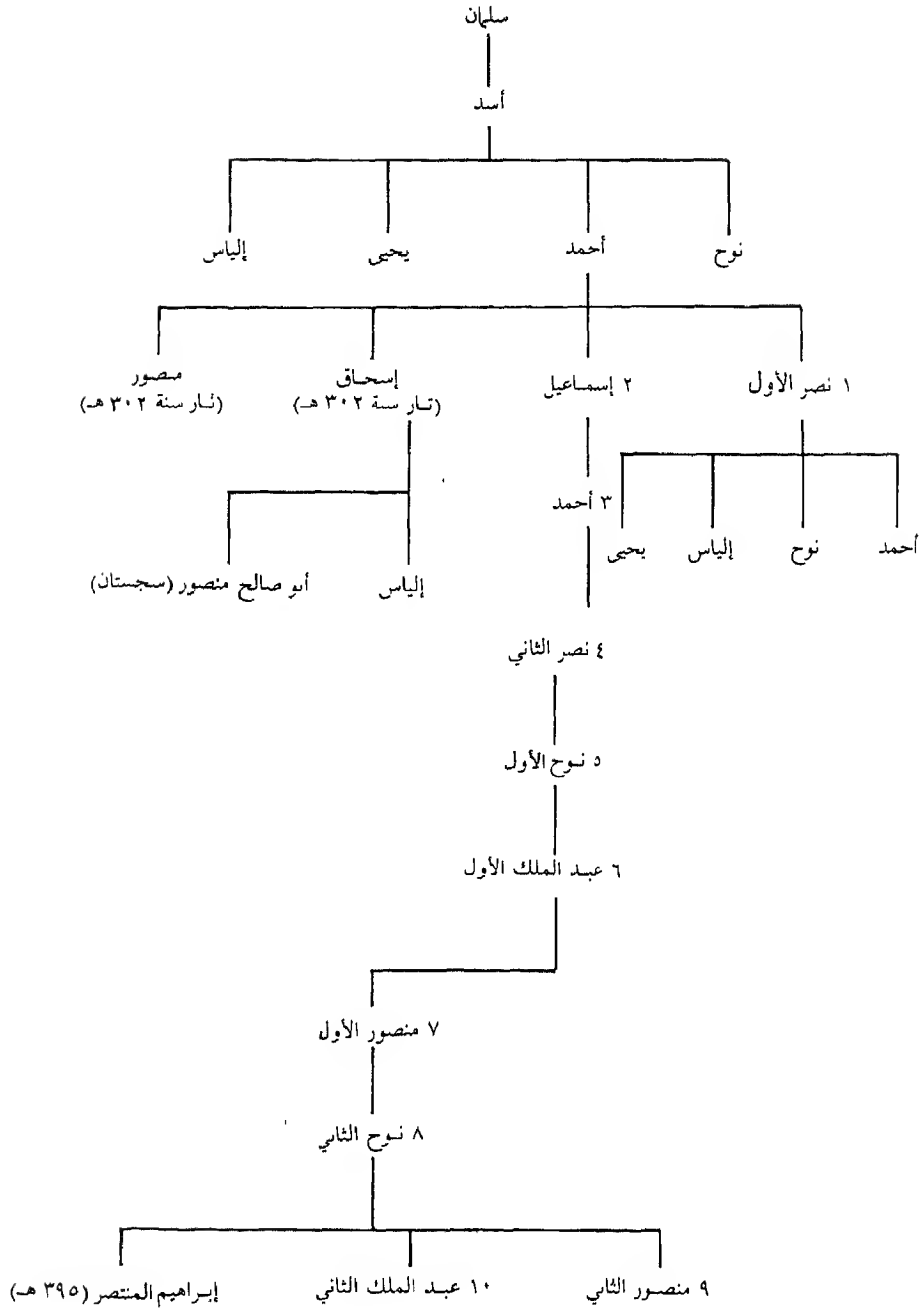 سليمان
أسد
نوح
أحمد
يحيى
إلياس
١ نصر الأول
٢ إسماعيل
إسحاق
(ثار سنة ٣٠٢ هـ)
منصور
(ثار سنة ٣٠٢ هـ)
٣ أحمد
أحمد
نوح
إلياس
يحيى
إلياس
أبو صالح منصور (سجستان)
٤ نصر الثاني
٥ نوح الأول
٦ عبد الملك الأول
٧ منصور الأول
٨ نوح الثاني
٩ منصور الثاني
١٠ عبد الملك الثاني
إبراهيم المنتصر (٣٩٥ هـ)